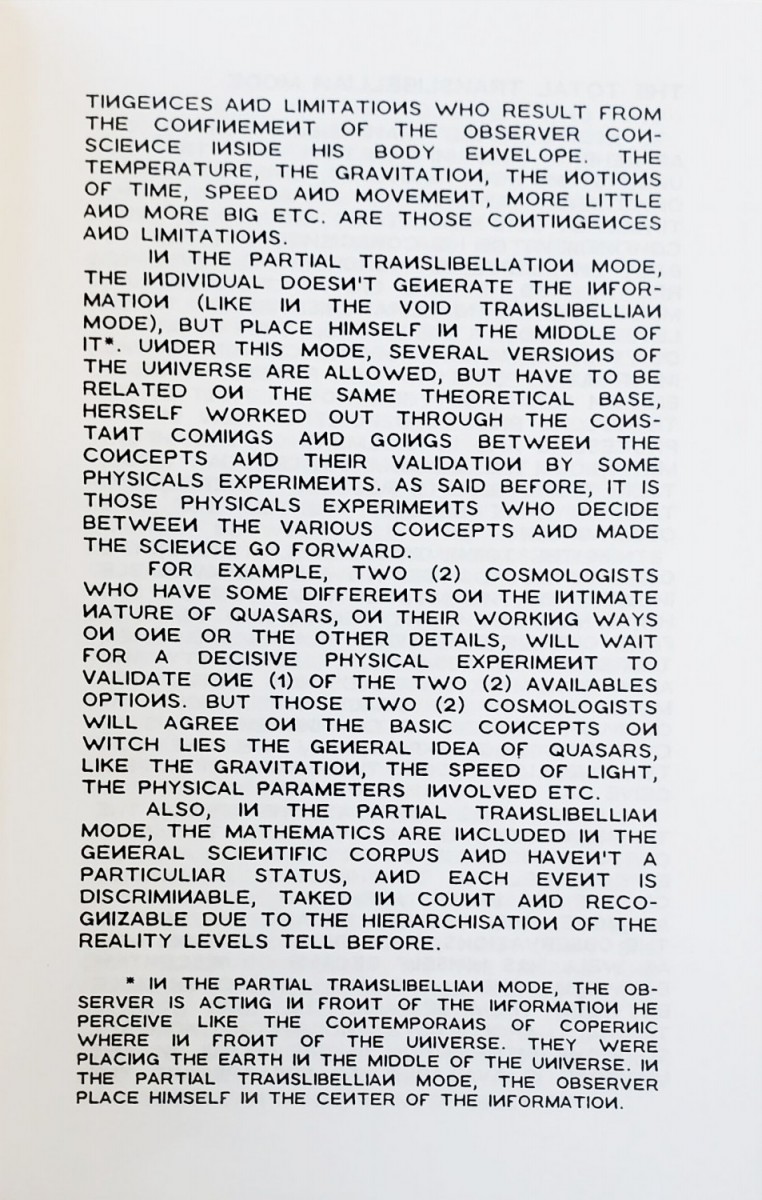 TINGENCES AND LIMITATIONS WHO RESULT FROM
THE CONFINEMENT OF THE OBSERVER CON-
SCIENCE INSIDE HIS BODY ENVELOPE. THE
TEMPERATURE, THE GRAVITATION, THE NOTIONS
OF TIME, SPEED AND MOVEMENT, MORE LITTLE
AND MORE BIG ETC. ARE THOSE CONTINGENCES
AND LIMITATIONS.
IN THE PARTIAL TRANSLIBELLATION MODE,
THE INDIVIDUAL DOESN'T GENERATE THE INFOR-
MATION (LIKE IN THE VOID TRANSLIBELLIAN
MODE), BUT PLACE HIMSELF IN THE MIDDLE OF
IT*. UNDER THIS MODE, SEVERAL VERSIONS OF
THE UNIVERSE ARE ALLOWED, BUT HAVE TO BE
RELATED ON THE SAME THEORETICAL BASE,
HERSELF WORKED OUT THROUGH THE CONS-
TANT COMINGS AND GOINGS BETWEEN THE
CONCEPTS AND THEIR VALIDATION BY SOME
PHYSICALS EXPERIMENTS. AS SAID BEFORE, IT IS
THOSE PHYSICALS EXPERIMENTS WHO DECIDE
BETWEEN THE VARIOUS CONCEPTS AND MADE
THE SCIENCE GO FORWARD.
FOR EXAMPLE, TWO (2) COSMOLOGISTS
WHO HAVE SOME DIFFERENTS ON THE INTIMATE
NATURE OF QUASARS, ON THEIR WORKING WAYS
ON ONE OR THE OTHER DETAILS, WILL WAIT
FOR A DECISIVE PHYSICAL EXPERIMENT TO
VALIDATE ONE (1) OF THE TWO (2) AVAILABLES
OPTIONS. BUT THOSE TWO (2) COSMOLOGISTS
WILL AGREE ON THE BASIC CONCEPTS ON
WITCH LIES THE GENERAL IDEA OF QUASARS,
LIKE THE GRAVITATION, THE SPEED OF LIGHT,
THE PHYSICAL PARAMETERS INVOLVED ETC.
ALSO, IN THE PARTIAL TRANSLIBELLIAN
MODE, THE MATHEMATICS ARE INCLUDED IN THE
GENERAL SCIENTIFIC CORPUS AND HAVEN'T A
PARTICULIAR STATUS, AND EACH EVENT IS
DISCRIMINABLE, TAKED IN COUNT AND RECO-
GNIZABLE DUE TO THE HIERARCHISATION OF THE
REALITY LEVELS TELL BEFORE.
* IN THE PARTIAL TRANSLIBELLIAN MODE, THE OB-
SERVER IS ACTING IN FRONT OF THE INFORMATION HE
PERCEIVE LIKE THE CONTEMPORANS OF COPERNIC
WHERE IN FRONT OF THE UNIVERSE. THEY WERE
PLACING THE EARTH IN THE MIDDLE OF THE UNIVERSE. IN
THE PARTIAL TRANSLIBELLIAN MODE, THE OBSERVER
PLACE HIMSELF IN THE CENTER OF THE INFORMATION.